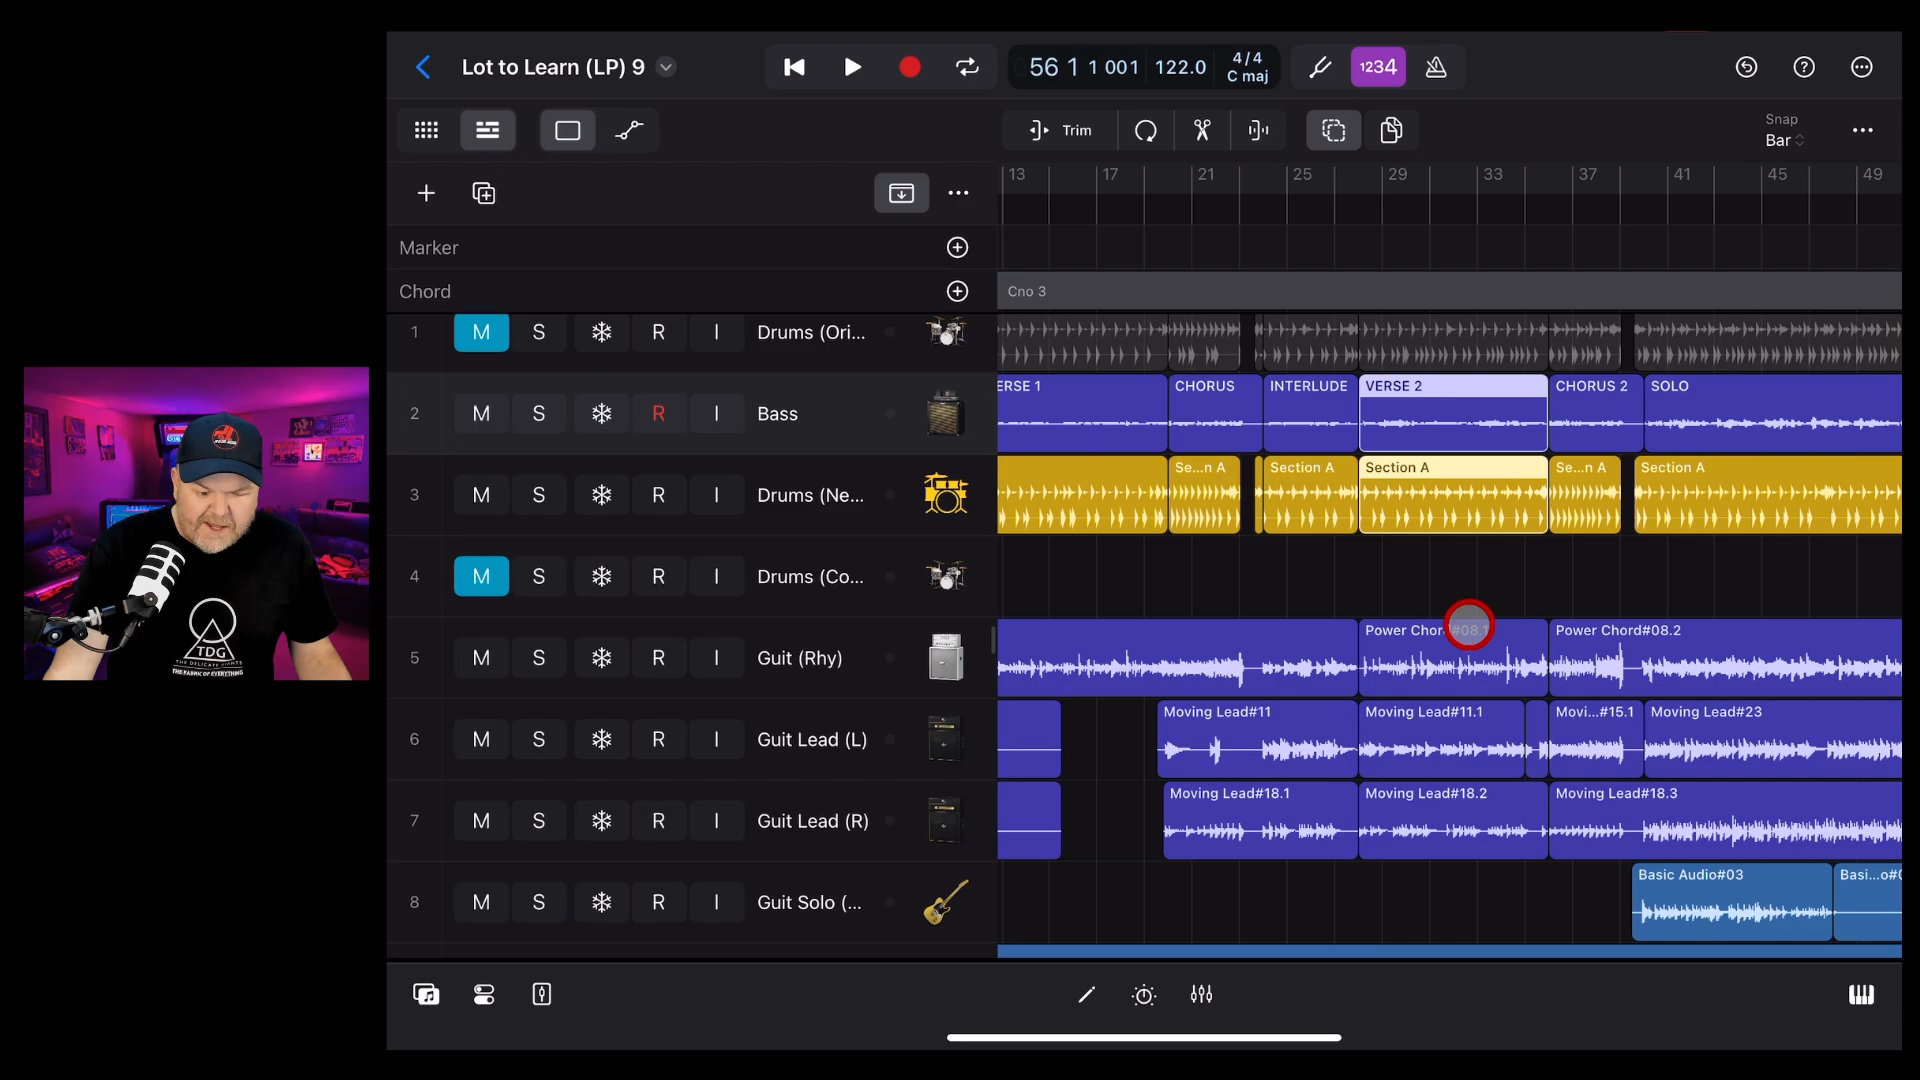 Lot to Learn (LP) 9
56 1 1 001
122.0
4/4
C maj
1234
Trim
Snap
Bar
13 17 21 25 29 33 37 41 45 49
Marker
Chord
Cno 3
1 M S R I Drums (Ori...
2 M S R I Bass
ERSE 1 CHORUS INTERLUDE VERSE 2 CHORUS 2 SOLO
3 M S R I Drums (Ne...
Se...n A Section A Section A Se...n A Section A
4 M S R I Drums (Co...
5 M S R I Guit (Rhy)
Power Chord#08.1 Power Chord#08.2
6 M S R I Guit Lead (L)
Moving Lead#11 Moving Lead#11.1 Movi...#15.1 Moving Lead#23
7 M S R I Guit Lead (R)
Moving Lead#18.1 Moving Lead#18.2 Moving Lead#18.3
8 M S R I Guit Solo (...
Basic Audio#03 Basi...o#0
TDG
THE DELICATE GIANTS
THE FABRIC OF EVERYTHING